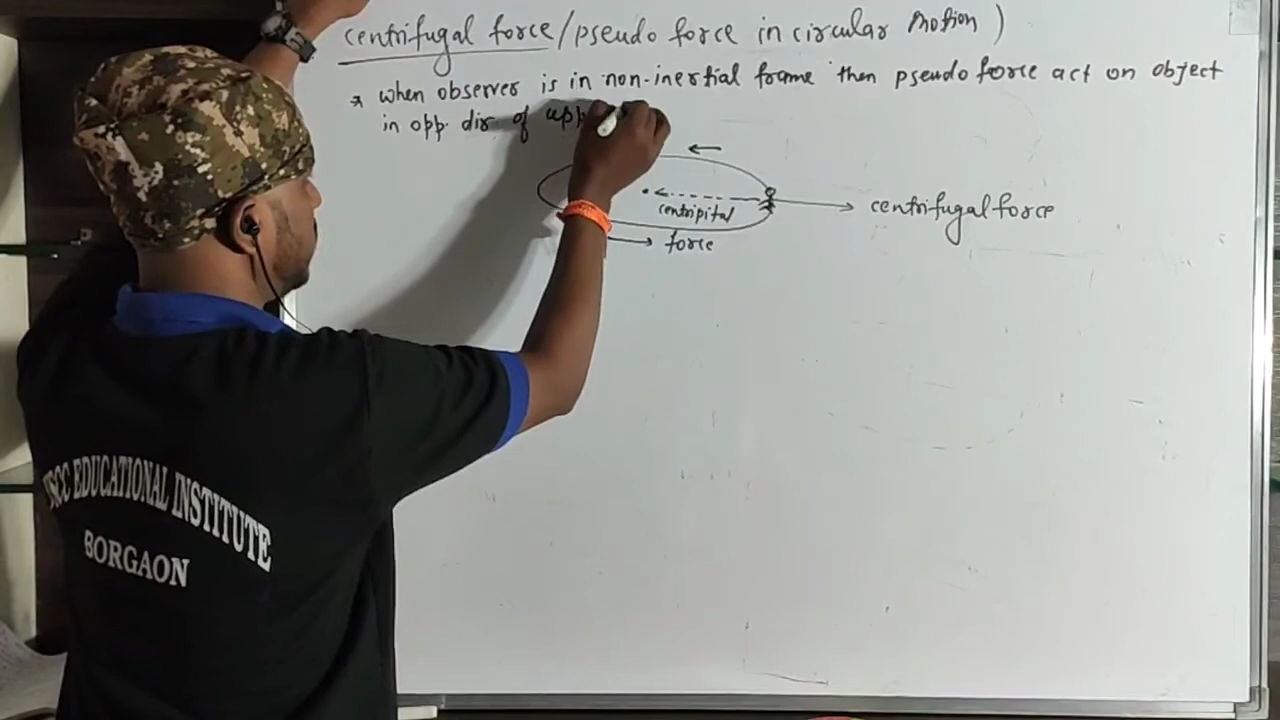 centrifugal force/pseudo force in circular Motion )
* when observer is in non-inertial frame then pseudo force act on object
in opp. dir of app
centripital
force
centrifugal force
EDUCATIONAL INSTITUTE
BORGAON